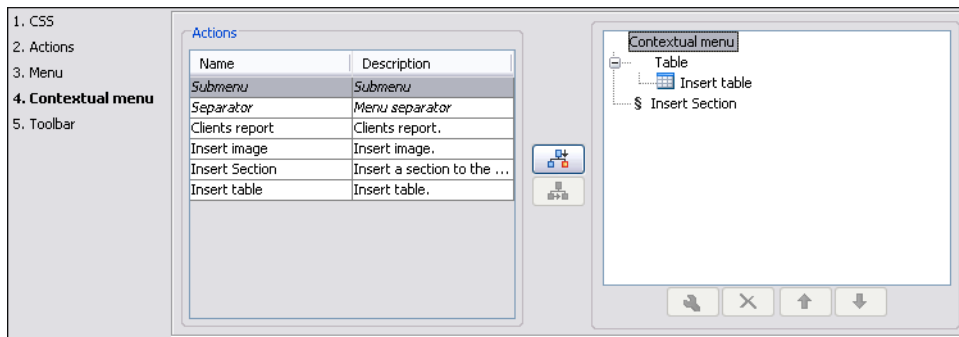 1. CSS
2. Actions
3. Menu
4. Contextual menu
5. Toolbar
Actions
Name Description
Submenu Submenu
Separator Menu separator
Clients report Clients report.
Insert image Insert image.
Insert Section Insert a section to the ...
Insert table Insert table.
Contextual menu
Table
Insert table
§ Insert Section